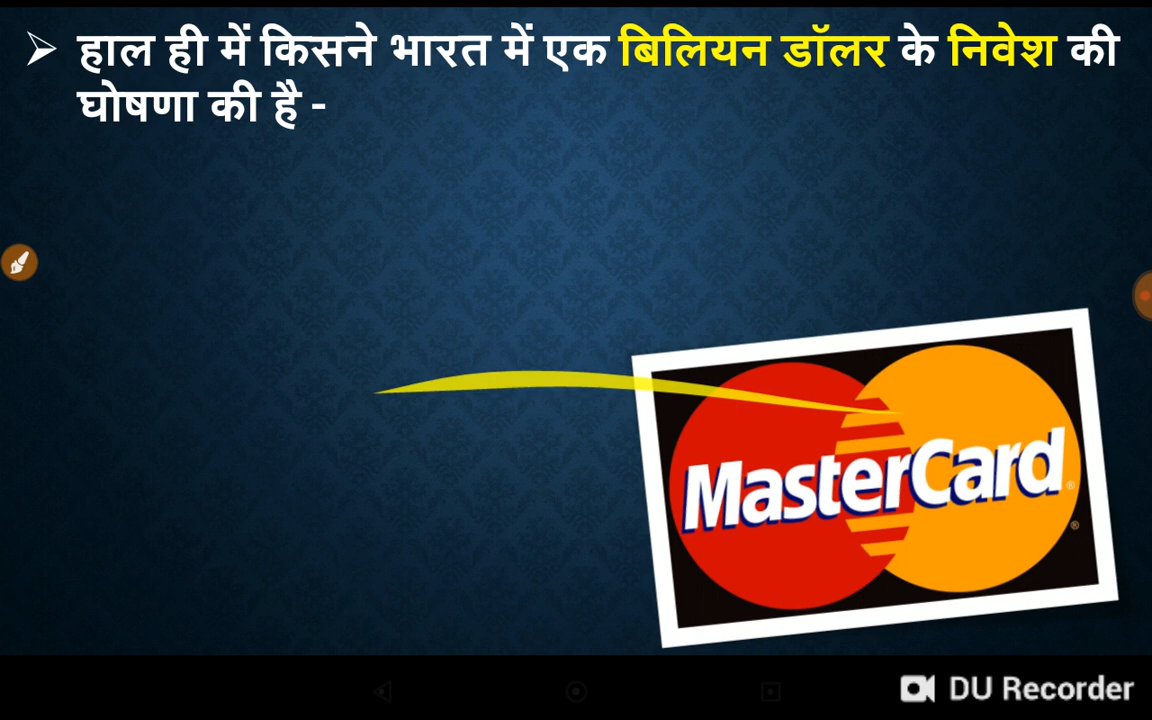 हाल ही में किसने भारत में एक बिलियन डॉलर के निवेश की
घोषणा की है -
MasterCard
DU Recorder